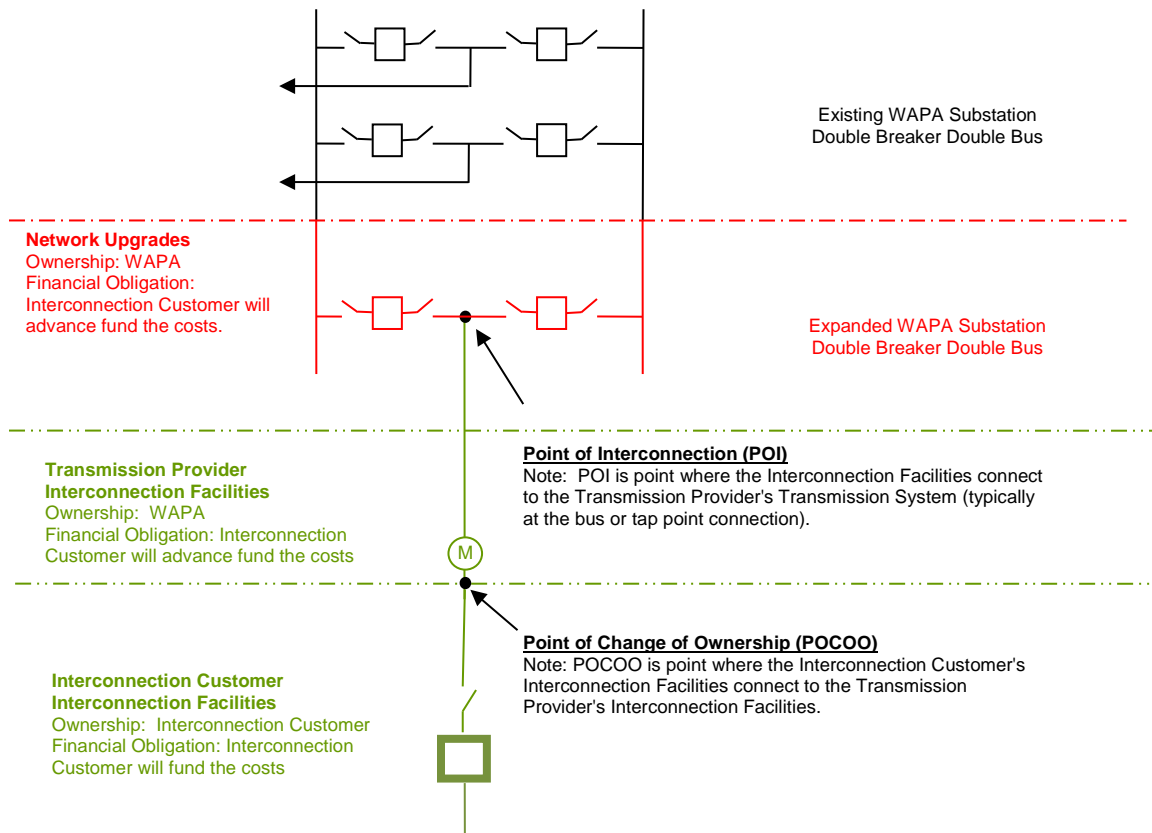 Existing WAPA Substation
Double Breaker Double Bus
Network Upgrades
Ownership: WAPA
Financial Obligation:
Interconnection Customer will
advance fund the costs.
Expanded WAPA Substation
Double Breaker Double Bus
Transmission Provider
Interconnection Facilities
Ownership:  WAPA
Financial Obligation: Interconnection
Customer will advance fund the costs
Point of Interconnection (POI)
Note:  POI is point where the Interconnection Facilities connect
to the Transmission Provider's Transmission System (typically
at the bus or tap point connection).
M
Point of Change of Ownership (POCOO)
Note: POCOO is point where the Interconnection Customer's
Interconnection Facilities connect to the Transmission
Provider's Interconnection Facilities.
Interconnection Customer
Interconnection Facilities
Ownership:  Interconnection Customer
Financial Obligation: Interconnection
Customer will fund the costs